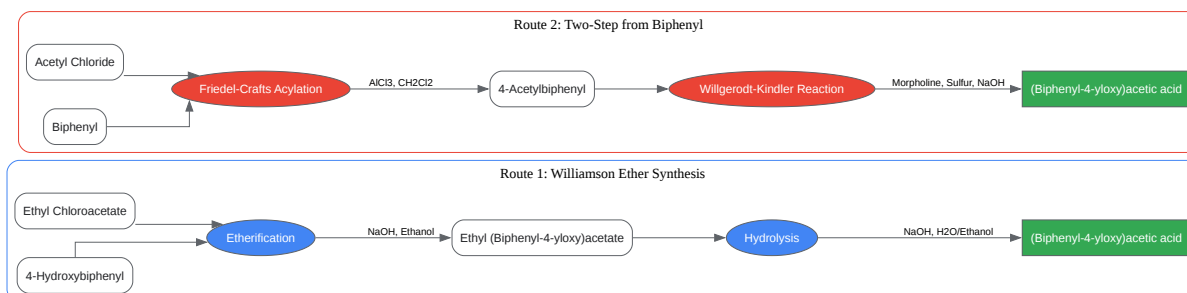 Route 2: Two-Step from Biphenyl
Acetyl Chloride
Biphenyl
Friedel-Crafts Acylation
AlCl3, CH2Cl2
4-Acetylbiphenyl
Willgerodt-Kindler Reaction
Morpholine, Sulfur, NaOH
(Biphenyl-4-yloxy)acetic acid
Route 1: Williamson Ether Synthesis
Ethyl Chloroacetate
4-Hydroxybiphenyl
Etherification
NaOH, Ethanol
Ethyl (Biphenyl-4-yloxy)acetate
Hydrolysis
NaOH, H2O/Ethanol
(Biphenyl-4-yloxy)acetic acid